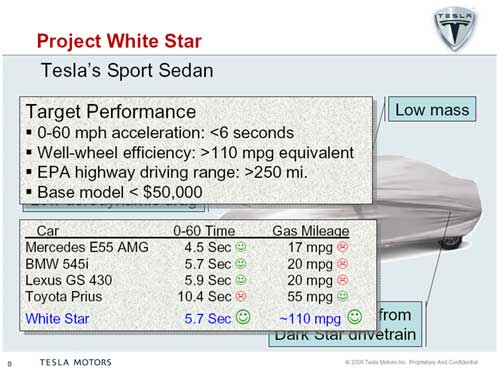 TESLA
Project White Star
Tesla's Sport Sedan
Target Performance
▪ 0-60 mph acceleration: <6 seconds
▪ Well-wheel efficiency: >110 mpg equivalent
▪ EPA highway driving range: >250 mi.
▪ Base model < $50,000
Low mass
Car 0-60 Time Gas Mileage
Mercedes E55 AMG 4.5 Sec ☺ 17 mpg ☹
BMW 545i 5.7 Sec ☺ 20 mpg ☹
Lexus GS 430 5.9 Sec ☺ 20 mpg ☹
Toyota Prius 10.4 Sec ☹ 55 mpg ☺
White Star 5.7 Sec ☺ ~110 mpg ☺
from
Dark Star drivetrain
8 TESLA MOTORS © 2006 Tesla Motors Inc. Proprietary And Confidential